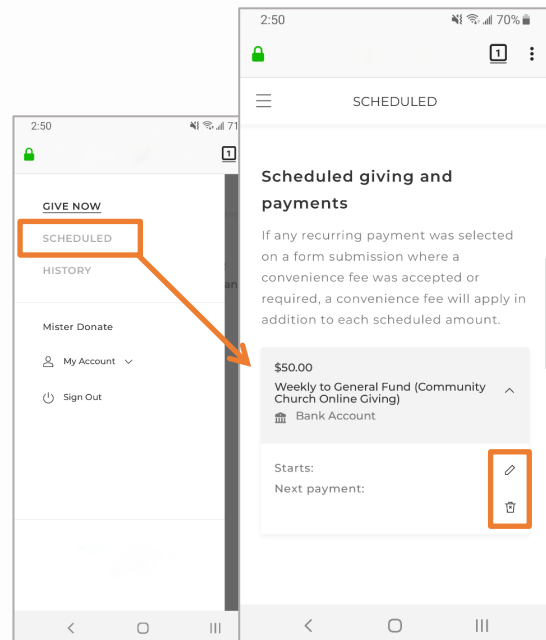 2:50
71
1
GIVE NOW
SCHEDULED
HISTORY
an
Mister Donate
My Account
Sign Out
2:50
70%
1
SCHEDULED
Scheduled giving and
payments
If any recurring payment was selected
on a form submission where a
convenience fee was accepted or
required, a convenience fee will apply in
addition to each scheduled amount.
$50.00
Weekly to General Fund (Community
Church Online Giving)
Bank Account
Starts:
Next payment: